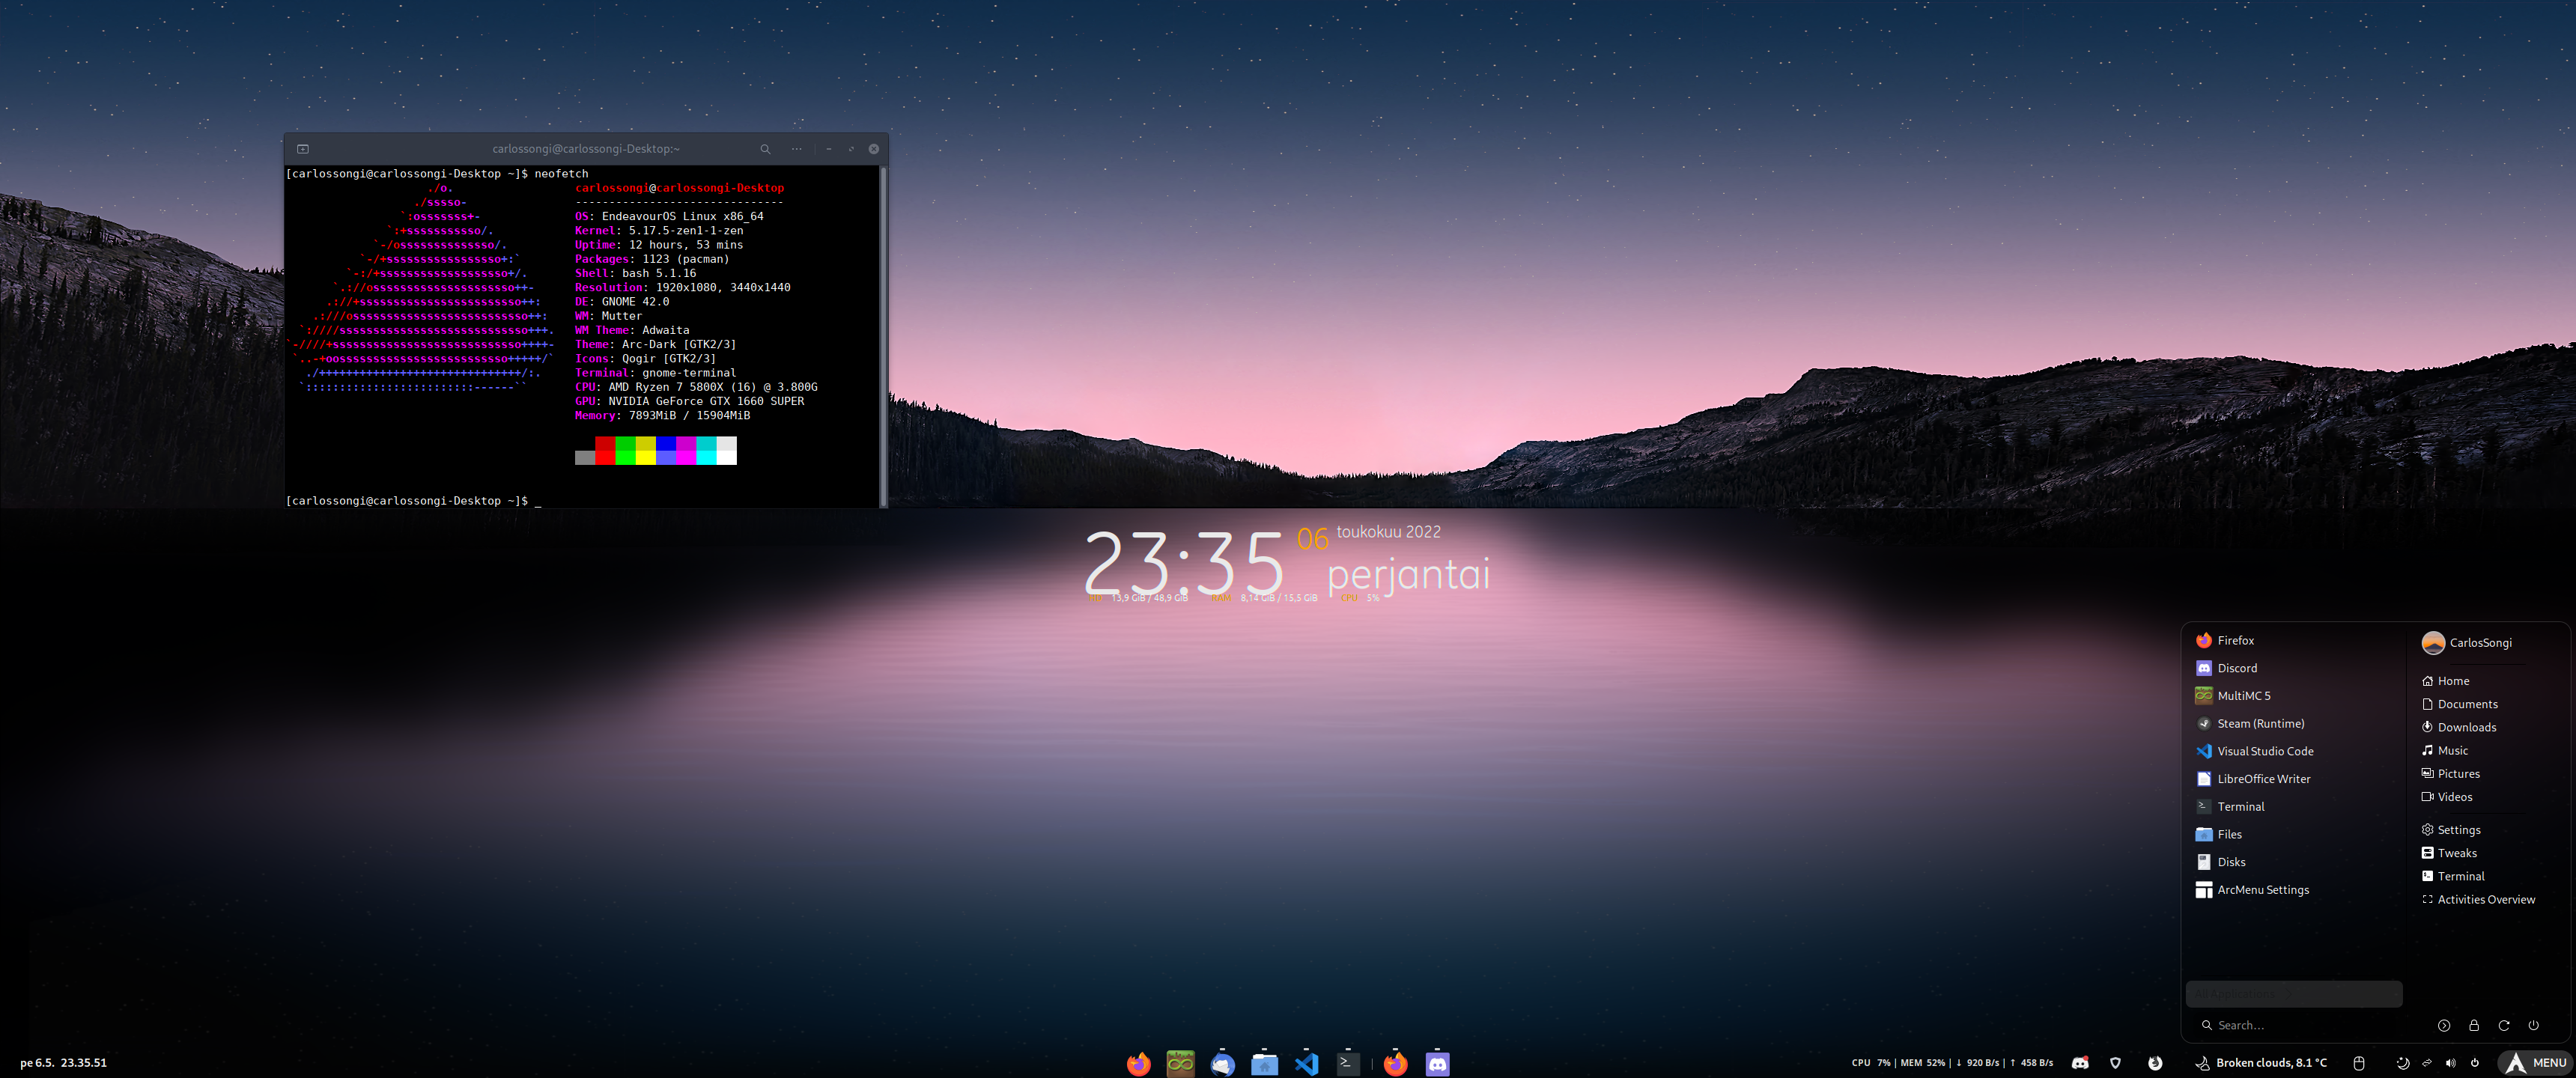 carlossongi@carlossongi-Desktop:~
[carlossongi@carlossongi-Desktop ~]$ neofetch
carlossongi@carlossongi-Desktop
-------------------------------
OS: EndeavourOS Linux x86_64
Kernel: 5.17.5-zen1-1-zen
Uptime: 12 hours, 53 mins
Packages: 1123 (pacman)
Shell: bash 5.1.16
Resolution: 1920x1080, 3440x1440
DE: GNOME 42.0
WM: Mutter
WM Theme: Adwaita
Theme: Arc-Dark [GTK2/3]
Icons: Qogir [GTK2/3]
Terminal: gnome-terminal
CPU: AMD Ryzen 7 5800X (16) @ 3.800G
GPU: NVIDIA GeForce GTX 1660 SUPER
Memory: 7893MiB / 15904MiB
[carlossongi@carlossongi-Desktop ~]$ _
23:35 06 toukokuu 2022
perjantai
HD 13,9 GiB / 48,9 GiB RAM 8,14 GiB / 15,5 GiB CPU 5%
Firefox
Discord
MultiMC 5
Steam (Runtime)
Visual Studio Code
LibreOffice Writer
Terminal
Files
Disks
ArcMenu Settings
Search…
CarlosSongi
Home
Documents
Downloads
Music
Pictures
Videos
Settings
Tweaks
Terminal
Activities Overview
pe 6.5. 23.35.51
CPU 7% | MEM 52% | ↓ 920 B/s | ↑ 458 B/s
Broken clouds, 8.1 °C
MENU